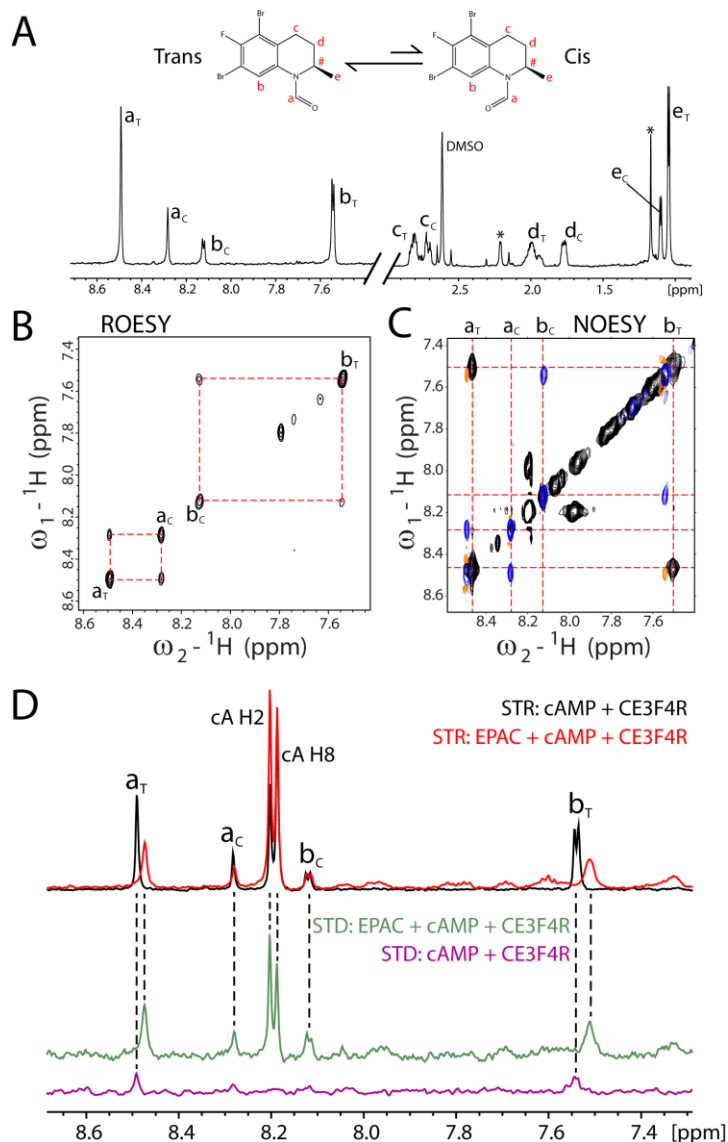 A
Trans
Cis
Br
F
Br
N
O
c
d
#
e
b
a
Br
F
Br
N
O
c
d
#
e
b
a
a_T
a_C
b_C
b_T
c_T
c_C
DMSO
*
d_T
d_C
*
e_C
e_T
8.6 8.4 8.2 8.0 7.8 7.6 2.5 2.0 1.5 [ppm]
B
ROESY
7.4
7.6
7.8
8.0
8.2
8.4
8.6
ω1 - 1H (ppm)
b_T
b_C
a_C
a_T
8.6 8.4 8.2 8.0 7.8 7.6
ω2 - 1H (ppm)
C
NOESY
a_T a_C b_C b_T
7.4
7.6
7.8
8.0
8.2
8.4
8.6
ω1 - 1H (ppm)
8.4 8.2 8.0 7.8 7.6
ω2 - 1H (ppm)
D
STR: cAMP + CE3F4R
STR: EPAC + cAMP + CE3F4R
cA H2
cA H8
a_T
a_C
b_C
b_T
STD: EPAC + cAMP + CE3F4R
STD: cAMP + CE3F4R
8.6 8.4 8.2 8.0 7.8 7.6 7.4 [ppm]